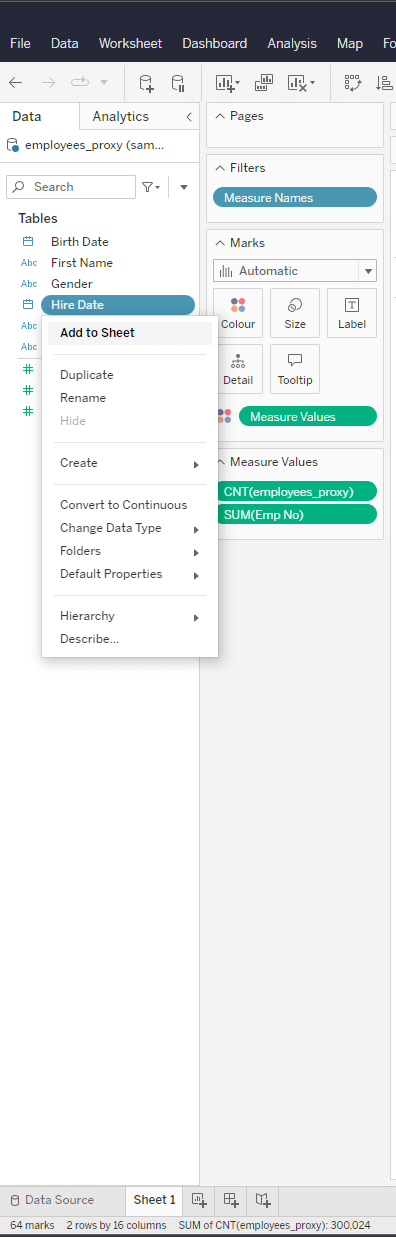 File Data Worksheet Dashboard Analysis Map Fo
Data Analytics
employees_proxy (sam...
Search
Tables
Birth Date
Abc First Name
Abc Gender
Hire Date
Abc
Abc
Add to Sheet
Duplicate
Rename
Hide
Create
Convert to Continuous
Change Data Type
Folders
Default Properties
Hierarchy
Describe...
Pages
Filters
Measure Names
Marks
Automatic
Colour Size Label
Detail Tooltip
Measure Values
Measure Values
CNT(employees_proxy)
SUM(Emp No)
Data Source Sheet 1
64 marks 2 rows by 16 columns SUM of CNT(employees_proxy): 300,024